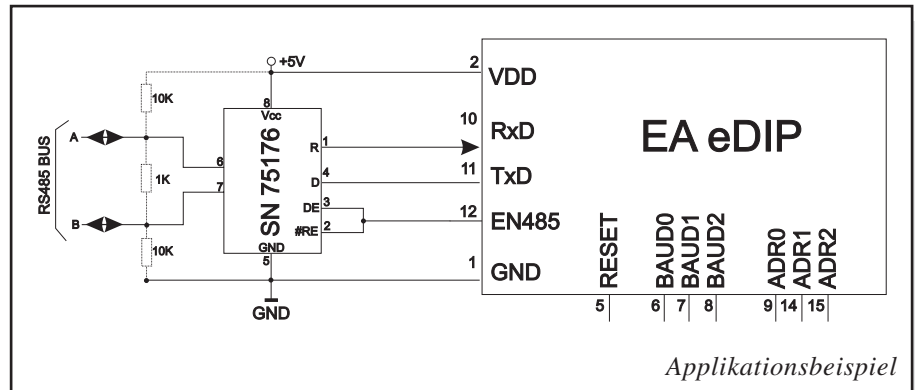 +5V
2
VDD
10K
8
Vcc
10
RxD
EA eDIP
A
6
R
1
11
TxD
RS485 BUS
1K
SN 75176
D
4
7
DE
3
12
EN485
B
#RE
2
10K
GND
5
1
GND
GND
RESET
BAUD0
BAUD1
BAUD2
ADR0
ADR1
ADR2
5
6
7
8
9
14
15
Applikationsbeispiel